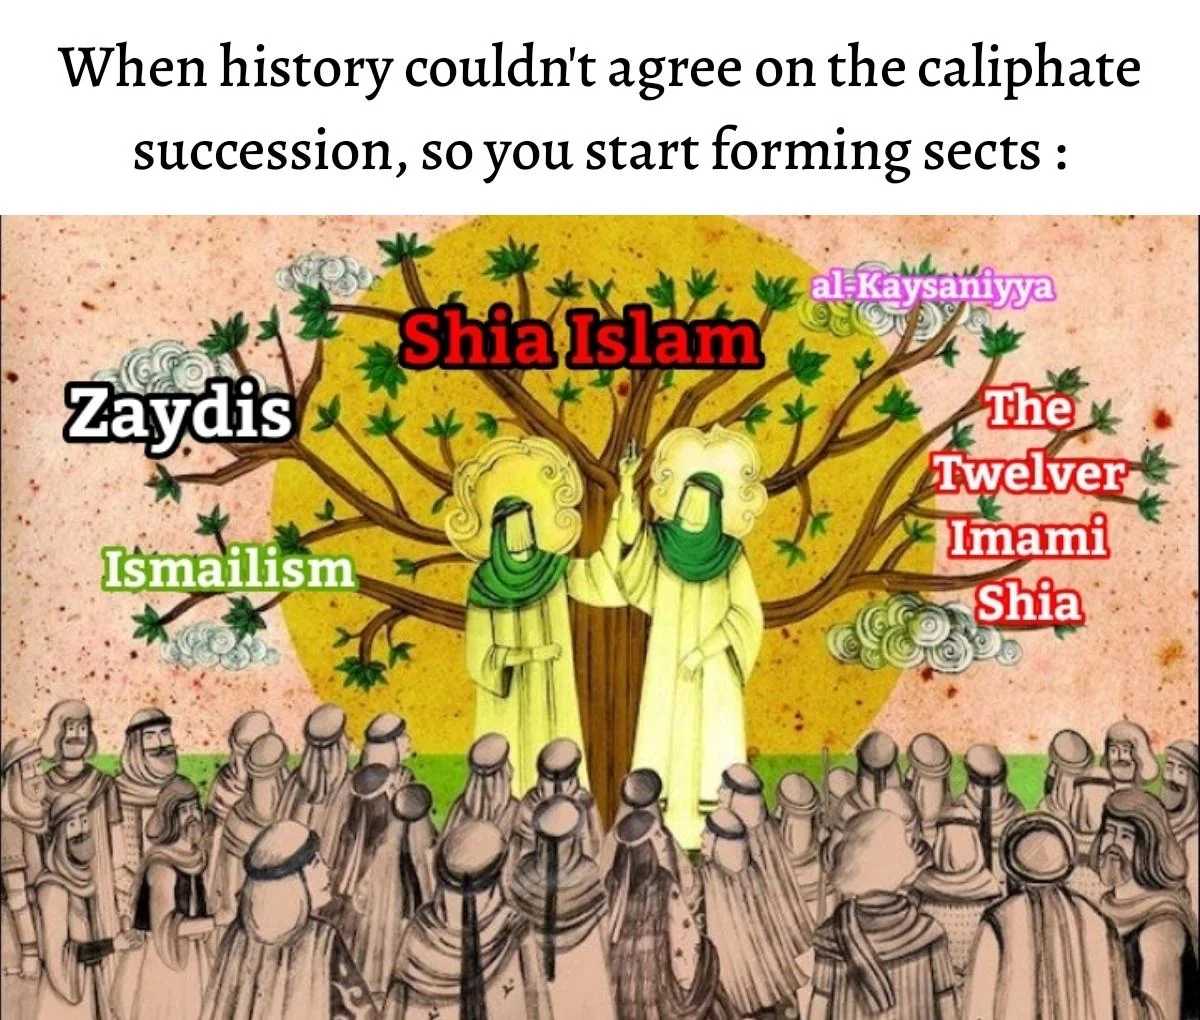 When history couldn't agree on the caliphate
succession, so you start forming sects :
al-Kaysaniyya
Shia Islam
Zaydis
The
Twelver
Imami
Shia
Ismailism